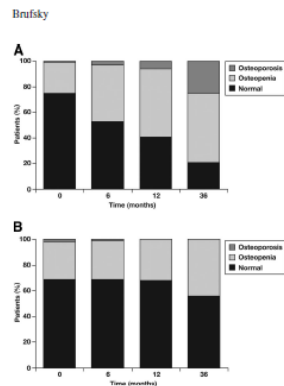 Brufsky
A
100
80
60
40
20
0
Patients (%)
0 6 12 36
Time (months)
Osteoporosis
Osteopenia
Normal
B
100
80
60
40
20
0
Patients (%)
0 6 12 36
Time (months)
Osteoporosis
Osteopenia
Normal